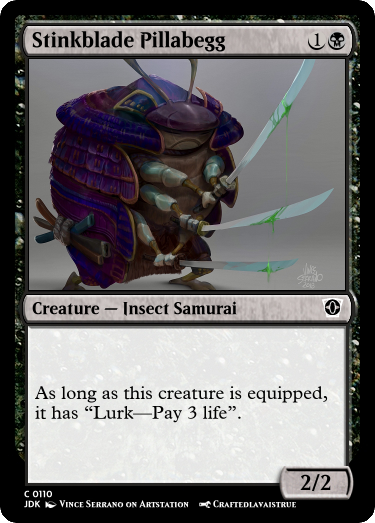 Stinkblade Pillabegg 1
Creature — Insect Samurai
As long as this creature is equipped,
it has “Lurk—Pay 3 life”.
2/2
C 0110
JDK Vince Serrano on Artstation Craftedlavaistrue